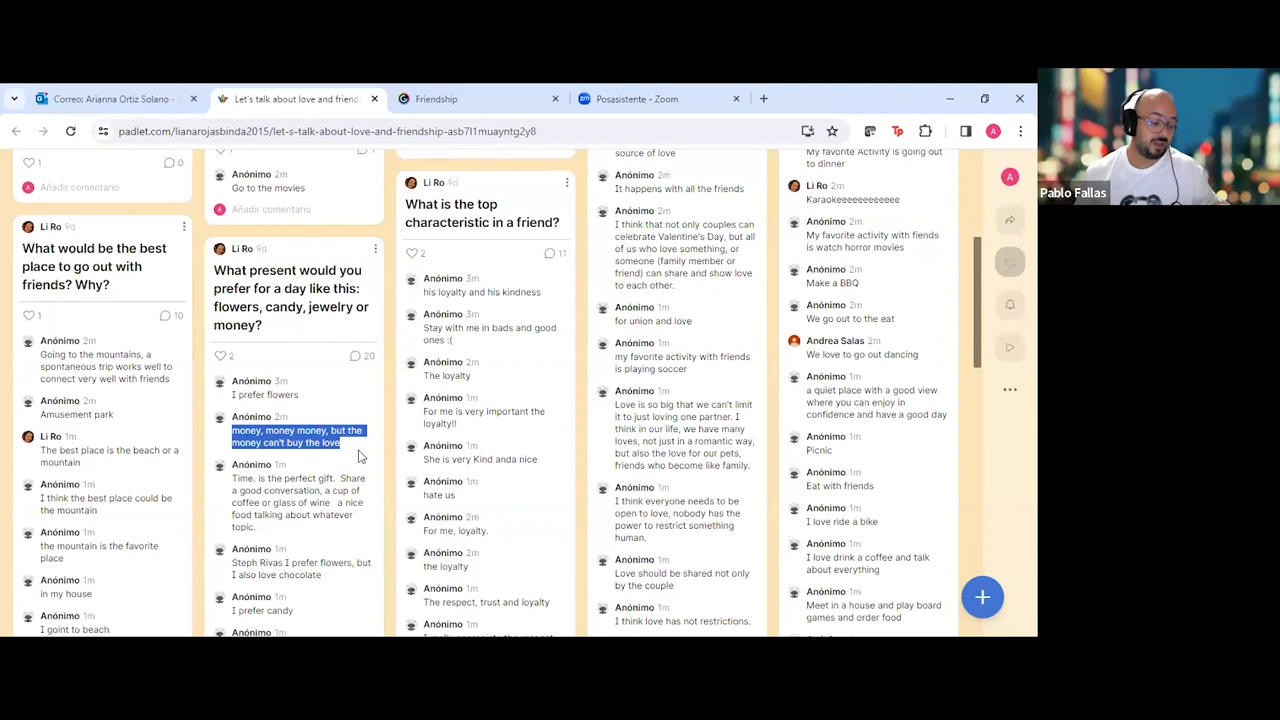 Correo: Arianna Ortiz Solano -
Let's talk about love and friend
Friendship
Posasistente - Zoom
padlet.com/lianarojasbinda2015/let-s-talk-about-love-and-friendship-asb7l1muayntg2y8
A
Pablo Fallas
1
0
A
Añadir comentario
Li Ro 9d
What would be the best
place to go out with
friends? Why?
1
10
Anónimo 2m
Going to the mountains, a
spontaneous trip works well to
connect very well with friends
Anónimo 2m
Amusement park
Li Ro 1m
The best place is the beach or a
mountain
Anónimo 1m
I think the best place could be
the mountain
Anónimo 1m
the mountain is the favorite
place
Anónimo 1m
in my house
Anónimo 1m
I goint to beach
Anónimo 2m
Go to the movies
A
Añadir comentario
Li Ro 9d
What present would you
prefer for a day like this:
flowers, candy, jewelry or
money?
2
20
Anónimo 3m
I prefer flowers
Anónimo 2m
money, money money, but the
money can't buy the love
Anónimo 1m
Time. is the perfect gift. Share
a good conversation, a cup of
coffee or glass of wine a nice
food talking about whatever
topic.
Anónimo 1m
Steph Rivas I prefer flowers, but
I also love chocolate
Anónimo 1m
I prefer candy
Anónimo 1m
Li Ro 9d
What is the top
characteristic in a friend?
2
11
Anónimo 3m
his loyalty and his kindness
Anónimo 3m
Stay with me in bads and good
ones :(
Anónimo 2m
The loyalty
Anónimo 1m
For me is very important the
loyalty!!
Anónimo 1m
She is very Kind anda nice
Anónimo 1m
hate us
Anónimo 2m
For me, loyalty.
Anónimo 2m
the loyalty
Anónimo 1m
The respect, trust and loyalty
Anónimo 1m
source of love
Anónimo 2m
It happens with all the friends
Anónimo 2m
I think that not only couples can
celebrate Valentine's Day, but all
of us who love something, or
someone (family member or
friend) can share and show love
to each other.
Anónimo 1m
for union and love
Anónimo 1m
my favorite activity with friends
is playing soccer
Anónimo 1m
Love is so big that we can't limit
it to just loving one partner. I
think in our life, we have many
loves, not just in a romantic way,
but also the love for our pets,
friends who become like family.
Anónimo 1m
I think everyone needs to be
open to love, nobody has the
power to restrict something
human.
Anónimo 1m
Love should be shared not only
by the couple
Anónimo 1m
I think love has not restrictions.
My favorite Activity is going out
to dinner
Li Ro 2m
Karaokeeeeeeeeeee
Anónimo 2m
My favorite activity with fiends
is watch horror movies
Anónimo 2m
Make a BBQ
Anónimo 2m
We go out to the eat
Andrea Salas 2m
We love to go out dancing
Anónimo 1m
a quiet place with a good view
where you can enjoy in
confidence and have a good day
Anónimo 1m
Picnic
Anónimo 1m
Eat with friends
Anónimo 1m
I love ride a bike
Anónimo 1m
I love drink a coffee and talk
about everything
Anónimo 1m
Meet in a house and play board
games and order food
A